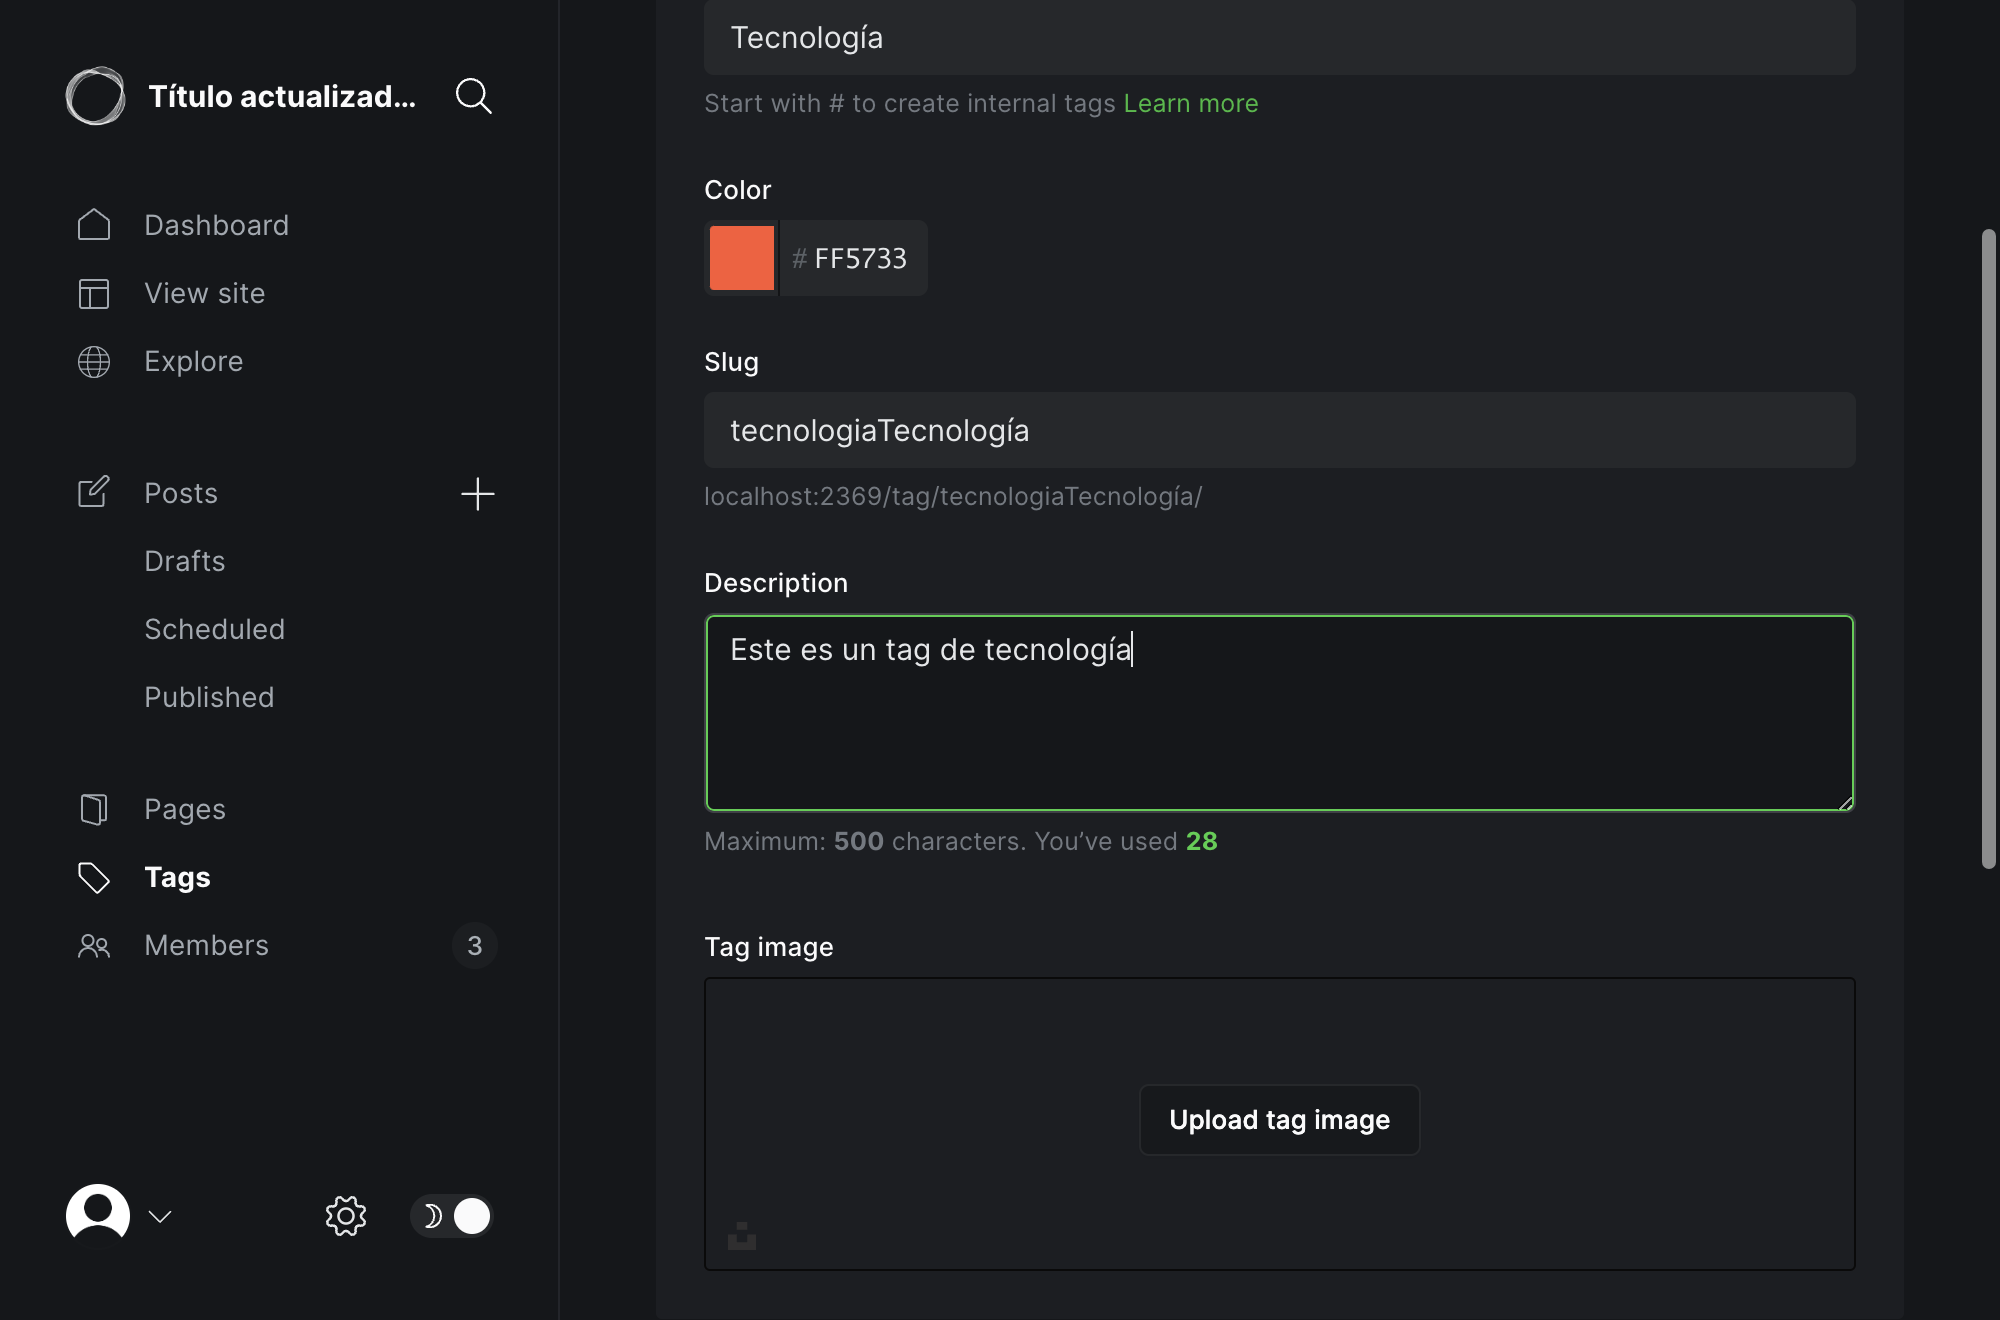 Título actualizad...
Dashboard
View site
Explore
Posts
Drafts
Scheduled
Published
Pages
Tags
Members
3
Tecnología
Start with # to create internal tags Learn more
Color
# FF5733
Slug
tecnologiaTecnología
localhost:2369/tag/tecnologiaTecnología/
Description
Este es un tag de tecnología
Maximum: 500 characters. You’ve used 28
Tag image
Upload tag image